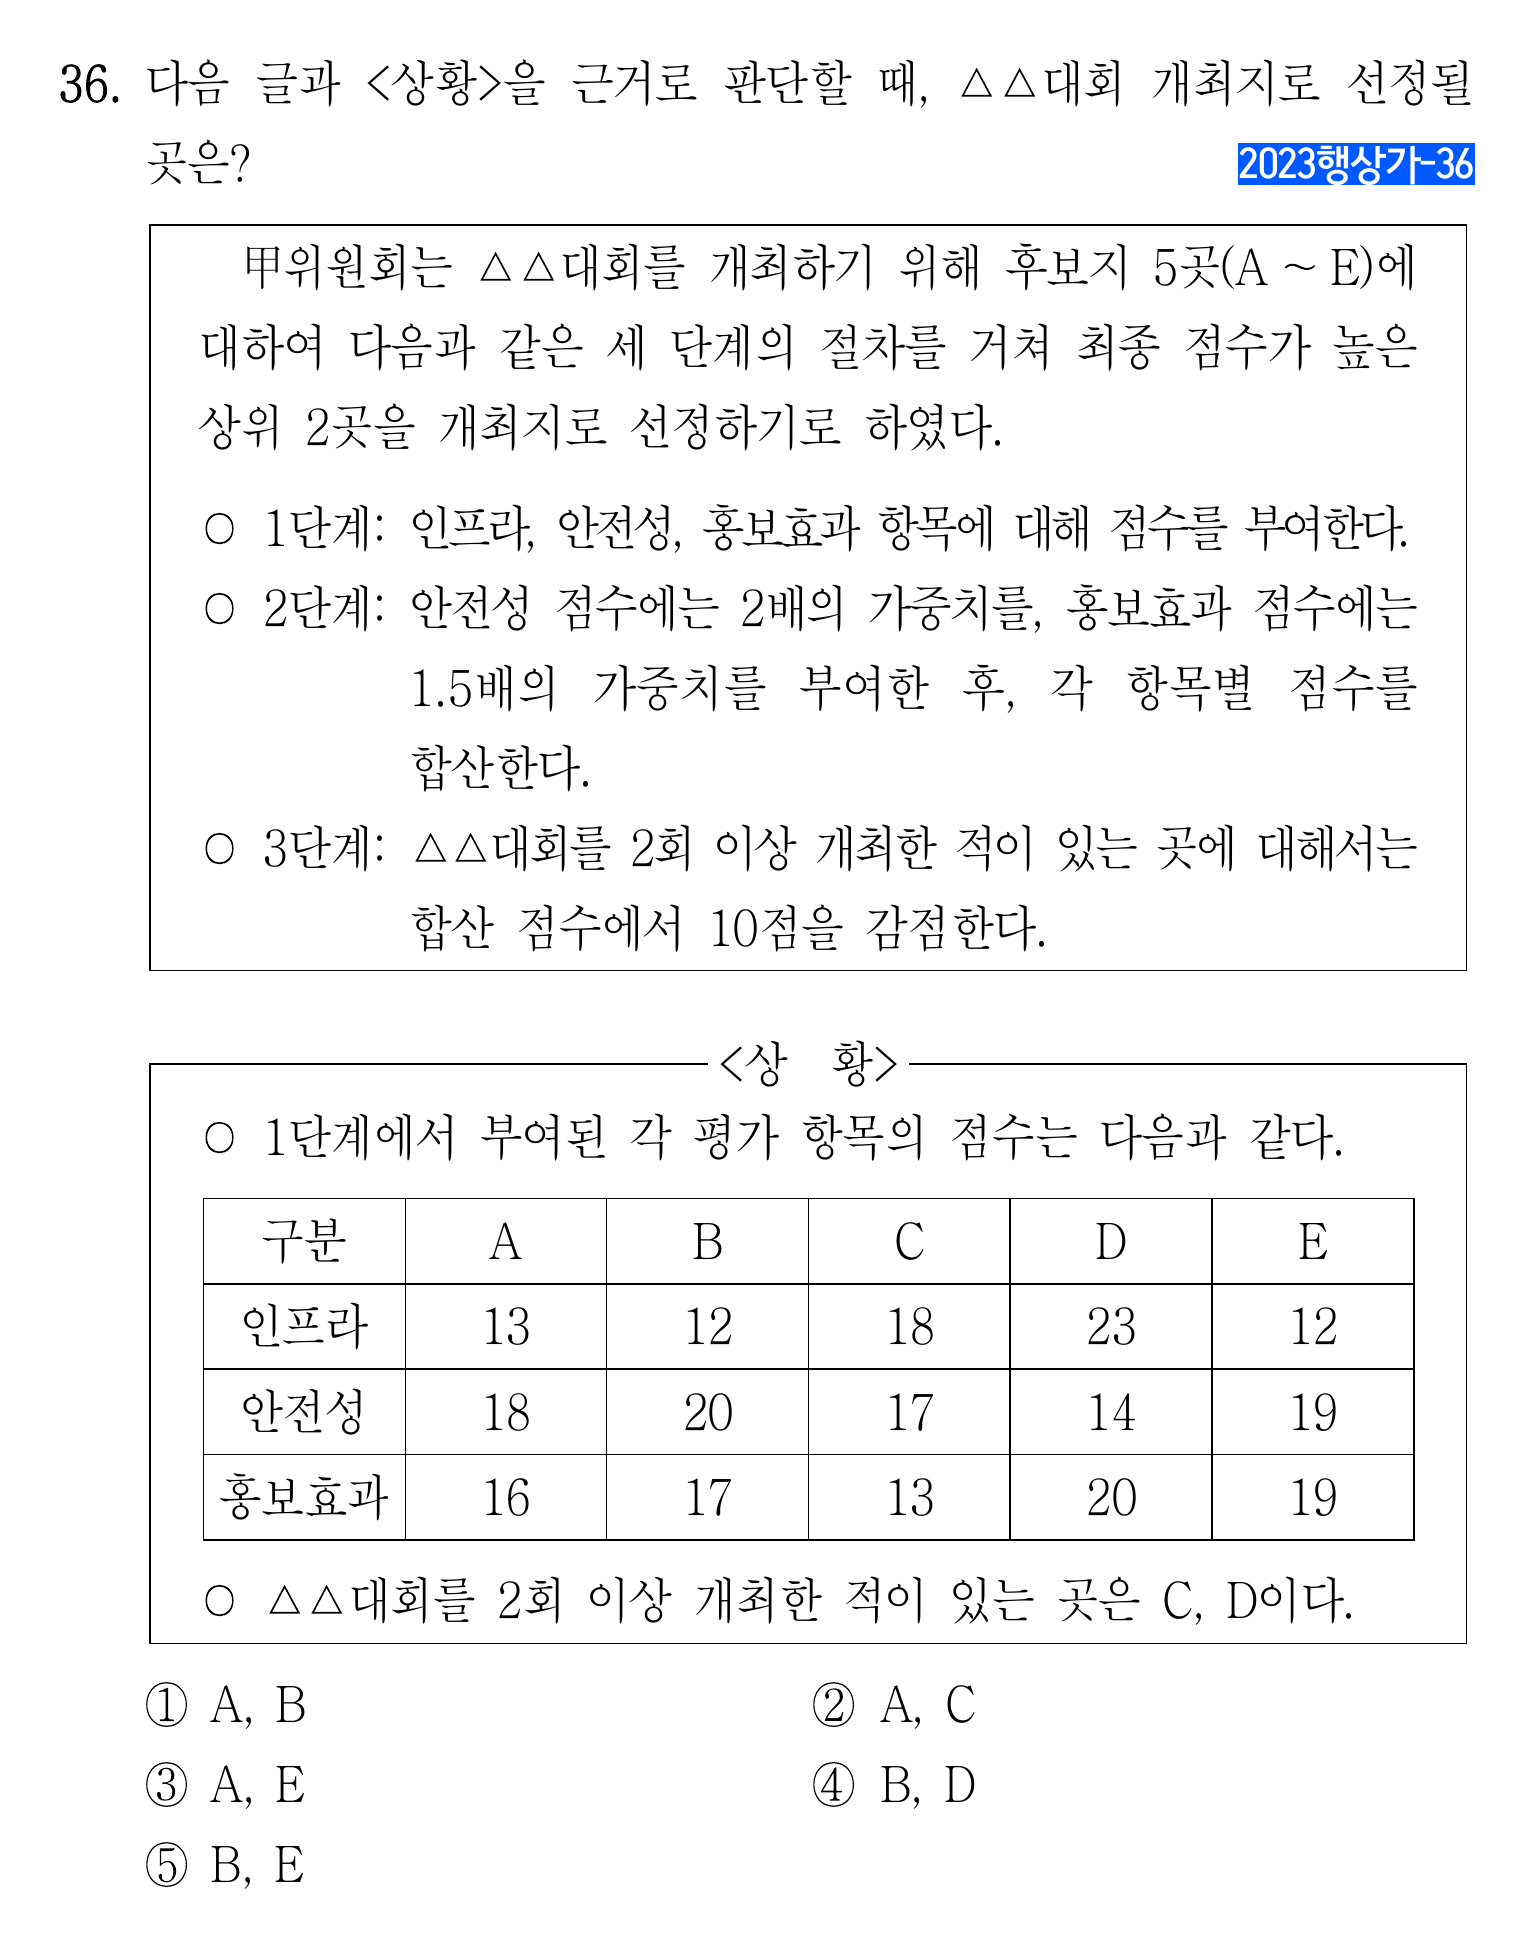 36. 다음 글과 <상황>을 근거로 판단할 때, △△대회 개최지로 선정될
곳은?
2023행상가-36
甲위원회는 △△대회를 개최하기 위해 후보지 5곳(A ~ E)에
대하여 다음과 같은 세 단계의 절차를 거쳐 최종 점수가 높은
상위 2곳을 개최지로 선정하기로 하였다.
○ 1단계: 인프라, 안전성, 홍보효과 항목에 대해 점수를 부여한다.
○ 2단계: 안전성 점수에는 2배의 가중치를, 홍보효과 점수에는
1.5배의 가중치를 부여한 후, 각 항목별 점수를
합산한다.
○ 3단계: △△대회를 2회 이상 개최한 적이 있는 곳에 대해서는
합산 점수에서 10점을 감점한다.
<상 황>
○ 1단계에서 부여된 각 평가 항목의 점수는 다음과 같다.
구분 A B C D E
인프라 13 12 18 23 12
안전성 18 20 17 14 19
홍보효과 16 17 13 20 19
○ △△대회를 2회 이상 개최한 적이 있는 곳은 C, D이다.
① A, B ② A, C
③ A, E ④ B, D
⑤ B, E